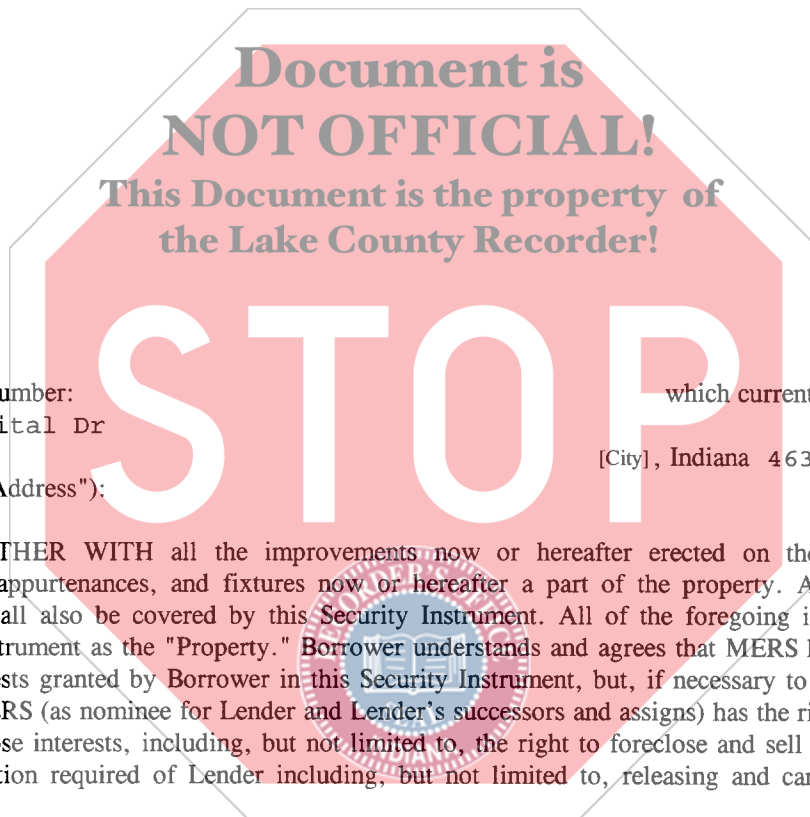 Document is
NOT OFFICIAL!
This Document is the property of
the Lake County Recorder!
STOP
umber: which current
ital Dr
[City], Indiana 463
Address"):
THER WITH all the improvements now or hereafter erected on the
appurtenances, and fixtures now or hereafter a part of the property. A
all also be covered by this Security Instrument. All of the foregoing i
trument as the "Property." Borrower understands and agrees that MERS
sts granted by Borrower in this Security Instrument, but, if necessary to
RS (as nominee for Lender and Lender's successors and assigns) has the ri
se interests, including, but not limited to, the right to foreclose and sell
tion required of Lender including, but not limited to, releasing and can
RECORDER'S OFFICE
INDIANA